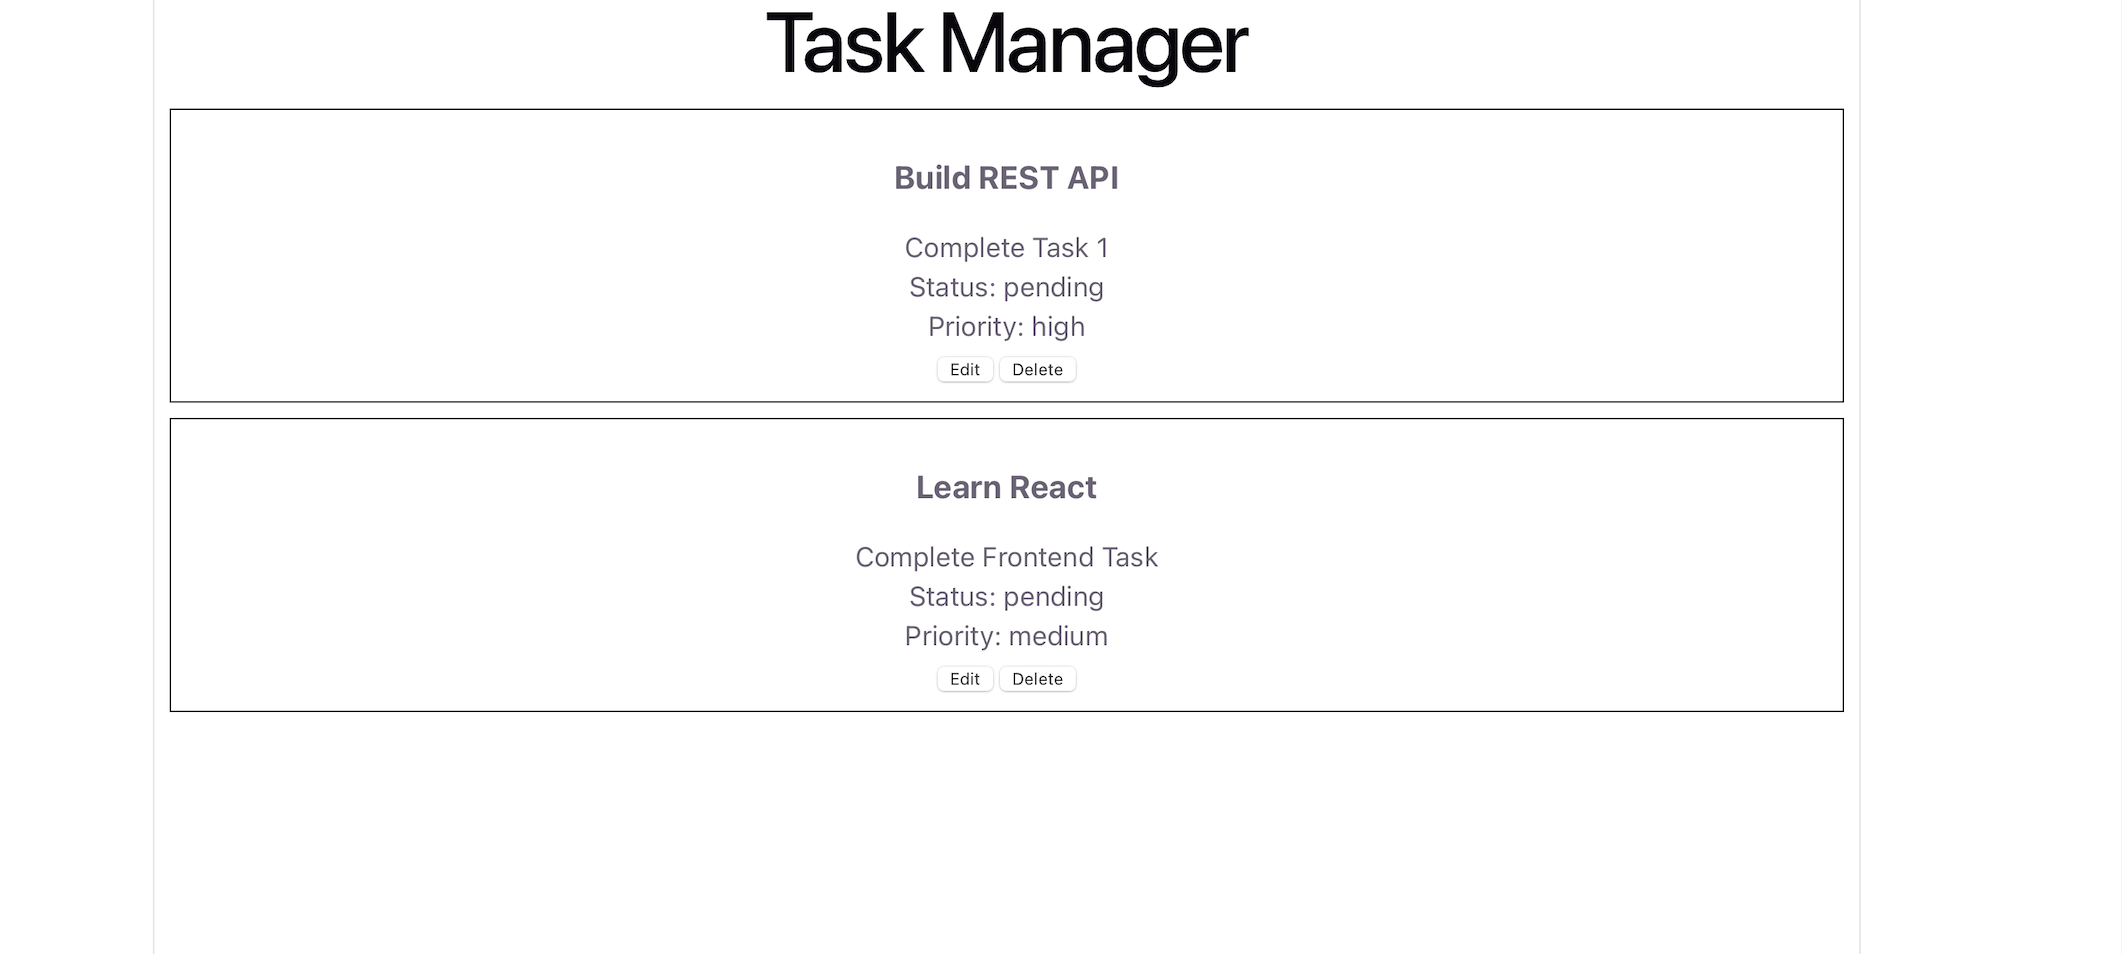 Task Manager
Build REST API
Complete Task 1
Status: pending
Priority: high
Edit Delete
Learn React
Complete Frontend Task
Status: pending
Priority: medium
Edit Delete